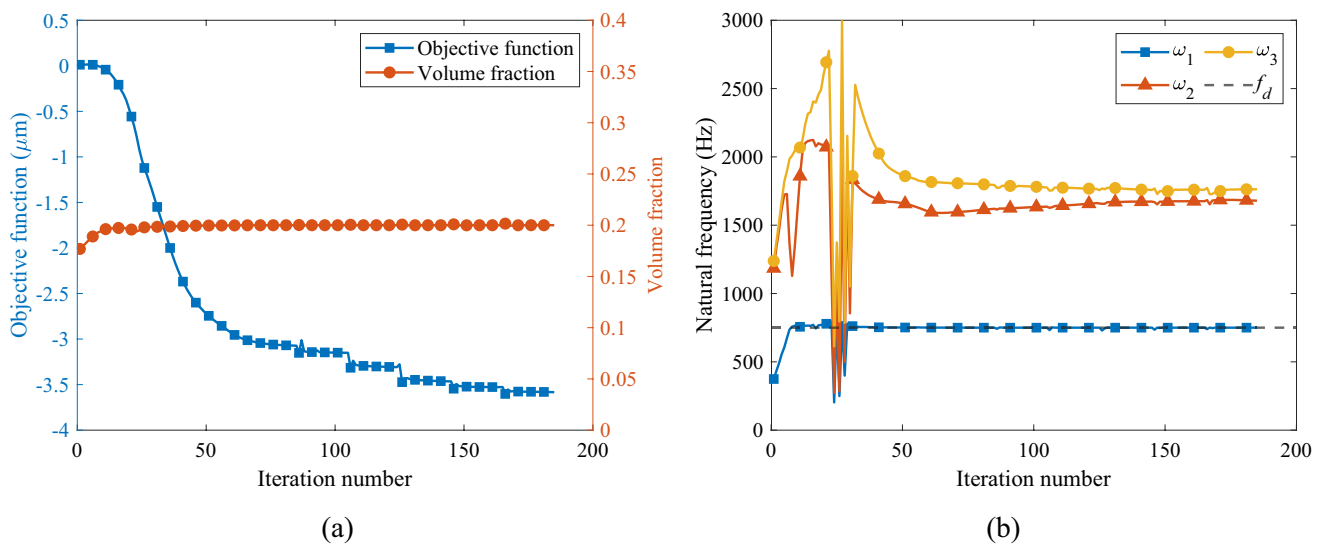 0.5
0
-0.5
-1
-1.5
-2
-2.5
-3
-3.5
-4
Objective function (μm)
Objective function
Volume fraction
0.4
0.35
0.3
0.25
0.2
0.15
0.1
0.05
0
Volume fraction
0 50 100 150 200
Iteration number
(a)
3000
2500
2000
1500
1000
500
0
Natural frequency (Hz)
ω1 ω3
ω2 fd
0 50 100 150 200
Iteration number
(b)